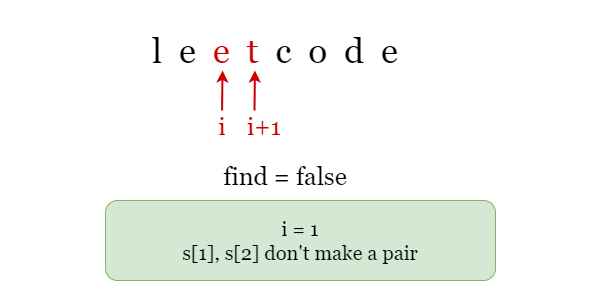 l e e t c o d e
i i+1
find = false
i = 1
s[1], s[2] don't make a pair